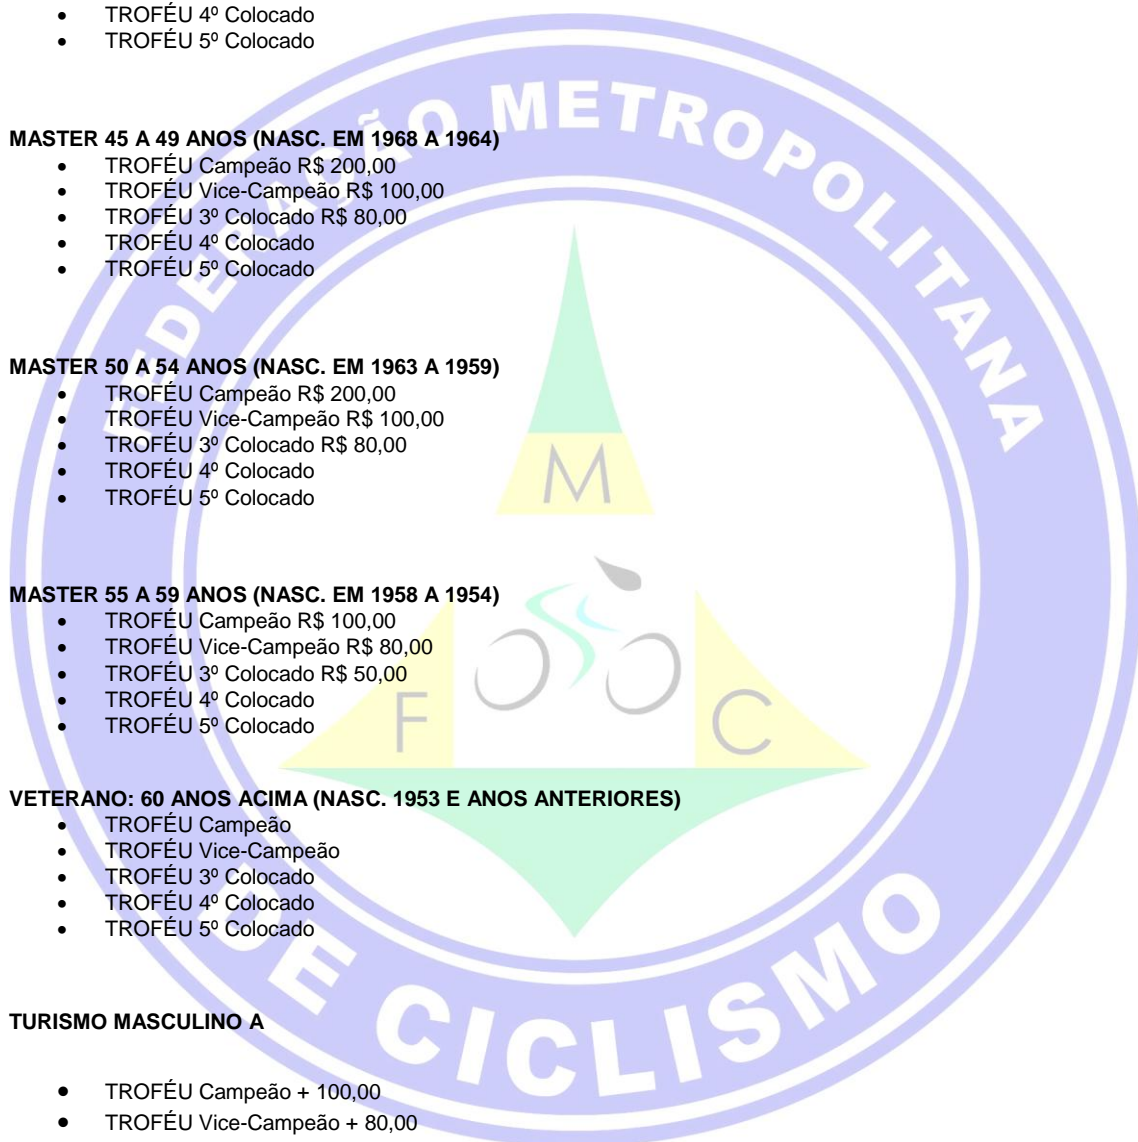 • TROFÉU 4º Colocado
• TROFÉU 5º Colocado
MASTER 45 A 49 ANOS (NASC. EM 1968 A 1964)
• TROFÉU Campeão R$ 200,00
• TROFÉU Vice-Campeão R$ 100,00
• TROFÉU 3º Colocado R$ 80,00
• TROFÉU 4º Colocado
• TROFÉU 5º Colocado
MASTER 50 A 54 ANOS (NASC. EM 1963 A 1959)
• TROFÉU Campeão R$ 200,00
• TROFÉU Vice-Campeão R$ 100,00
• TROFÉU 3º Colocado R$ 80,00
• TROFÉU 4º Colocado
• TROFÉU 5º Colocado
MASTER 55 A 59 ANOS (NASC. EM 1958 A 1954)
• TROFÉU Campeão R$ 100,00
• TROFÉU Vice-Campeão R$ 80,00
• TROFÉU 3º Colocado R$ 50,00
• TROFÉU 4º Colocado
• TROFÉU 5º Colocado
VETERANO: 60 ANOS ACIMA (NASC. 1953 E ANOS ANTERIORES)
• TROFÉU Campeão
• TROFÉU Vice-Campeão
• TROFÉU 3º Colocado
• TROFÉU 4º Colocado
• TROFÉU 5º Colocado
TURISMO MASCULINO A
• TROFÉU Campeão + 100,00
• TROFÉU Vice-Campeão + 80,00
FEDERAÇÃO METROPOLITANA
DE CICLISMO
M
F C